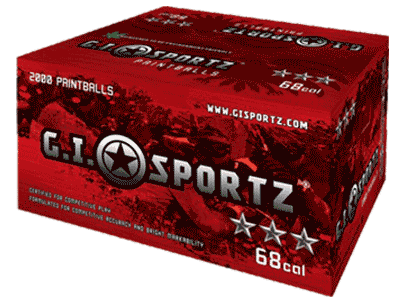 G.I. SPORTZ
PAINTBALLS
68cal
2000 PAINTBALLS
WWW.GISPORTZ.COM
G.I. SPORTZ
CERTIFIED FOR COMPETITIVE PLAY
FORMULATED FOR COMPETITIVE ACCURACY AND BRIGHT MARKABILITY
68cal